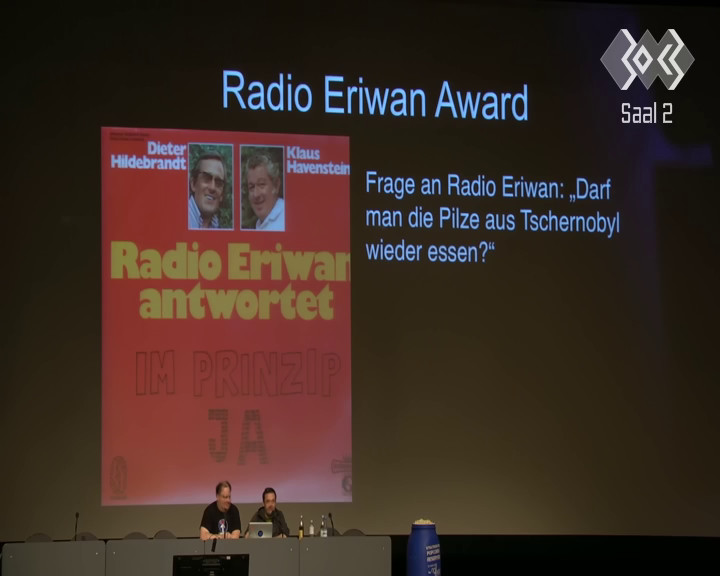 Saal 2
Radio Eriwan Award
Dieter
Hildebrandt
Klaus
Havenstein
Radio Eriwan
antwortet
IM PRINZIP
JA
Frage an Radio Eriwan: „Darf
man die Pilze aus Tschernobyl
wieder essen?“